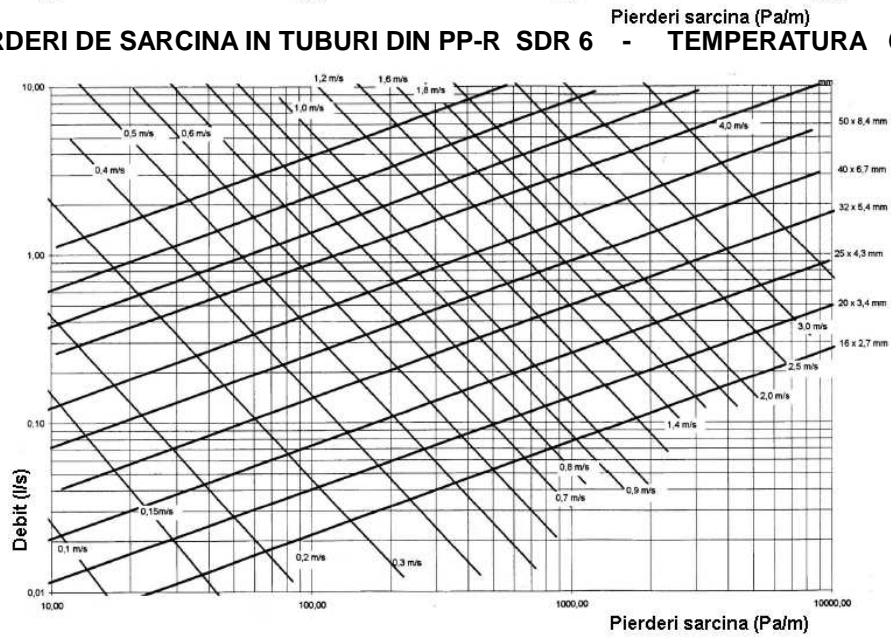 Pierderi sarcina (Pa/m)
RDERI DE SARCINA IN TUBURI DIN PP-R SDR 6 - TEMPERATURA
10,00
1,00
0,10
0,01
Debit (l/s)
1,2 m/s
1,6 m/s
1,8 m/s
1,0 m/s
0,5 m/s
0,6 m/s
0,4 m/s
4,0 m/s
mm
50 x 8,4 mm
40 x 6,7 mm
32 x 5,4 mm
25 x 4,3 mm
20 x 3,4 mm
3,0 m/s
16 x 2,7 mm
2,5 m/s
2,0 m/s
1,4 m/s
0,8 m/s
0,7 m/s
0,9 m/s
0,15m/s
0,1 m/s
0,2 m/s
0,3 m/s
10,00
100,00
1000,00
10000,00
Pierderi sarcina (Pa/m)